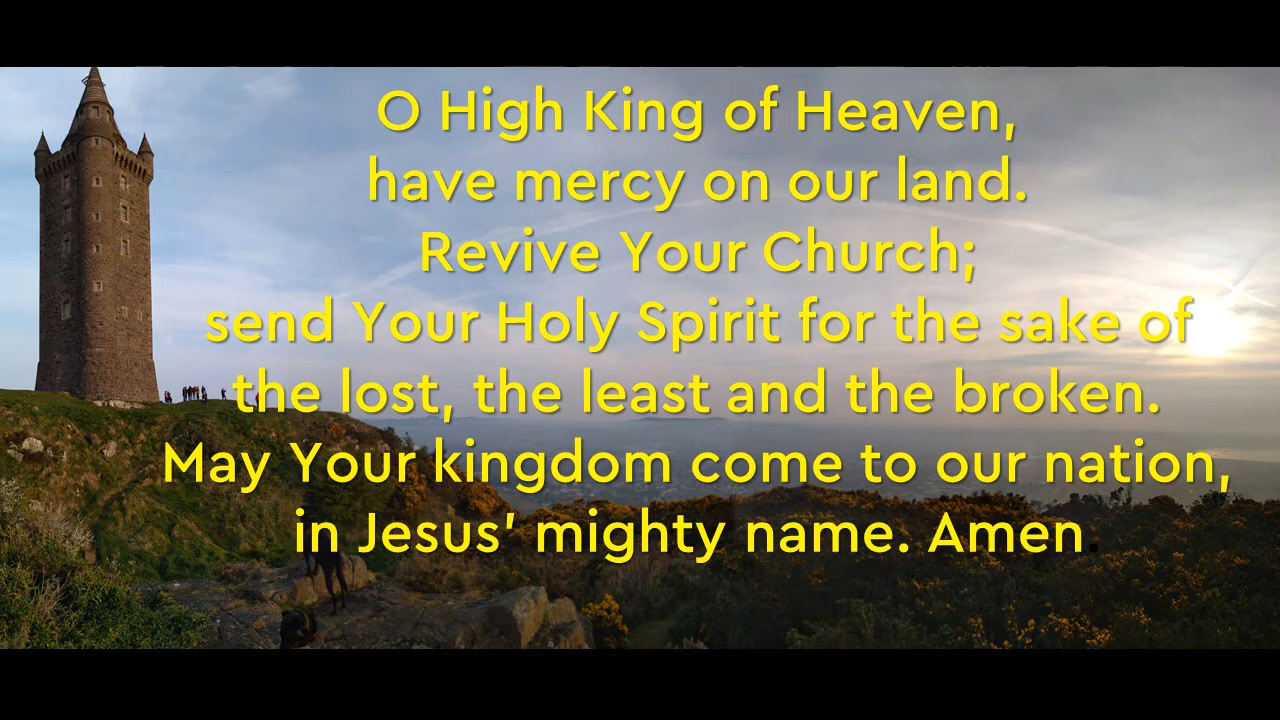 O High King of Heaven,
have mercy on our land.
Revive Your Church;
send Your Holy Spirit for the sake of
the lost, the least and the broken.
May Your kingdom come to our nation,
in Jesus' mighty name. Amen.